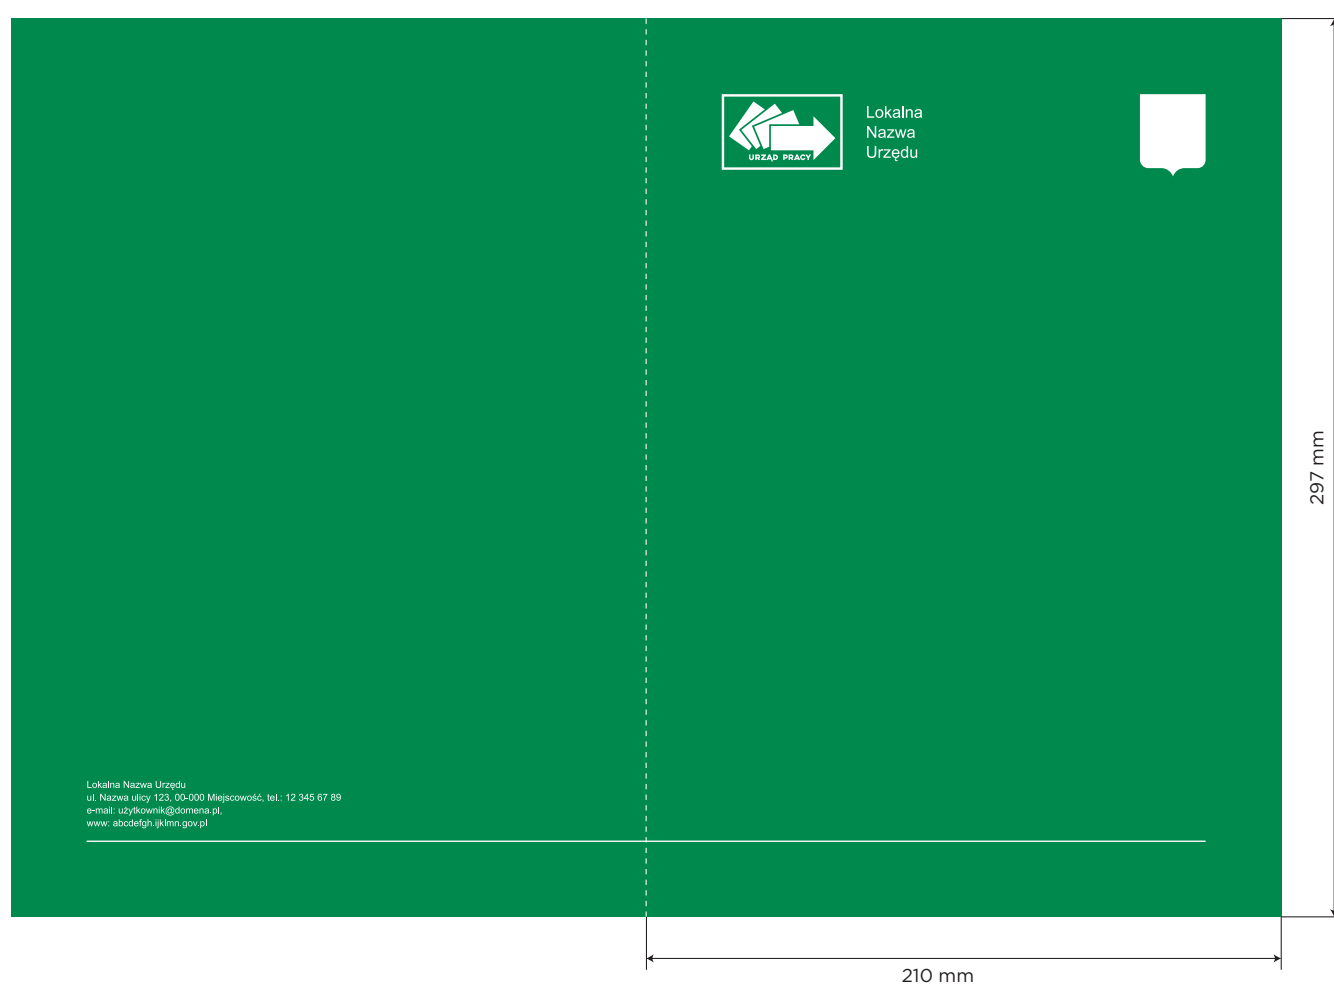 Lokalna
Nazwa
Urzędu
URZĄD PRACY
297 mm
Lokalna Nazwa Urzędu
ul. Nazwa ulicy 123, 00-000 Miejscowość, tel.: 12 345 67 89
e-mail: użytkownik@domena.pl,
www: abcdefgh.ijklmn.gov.pl
210 mm